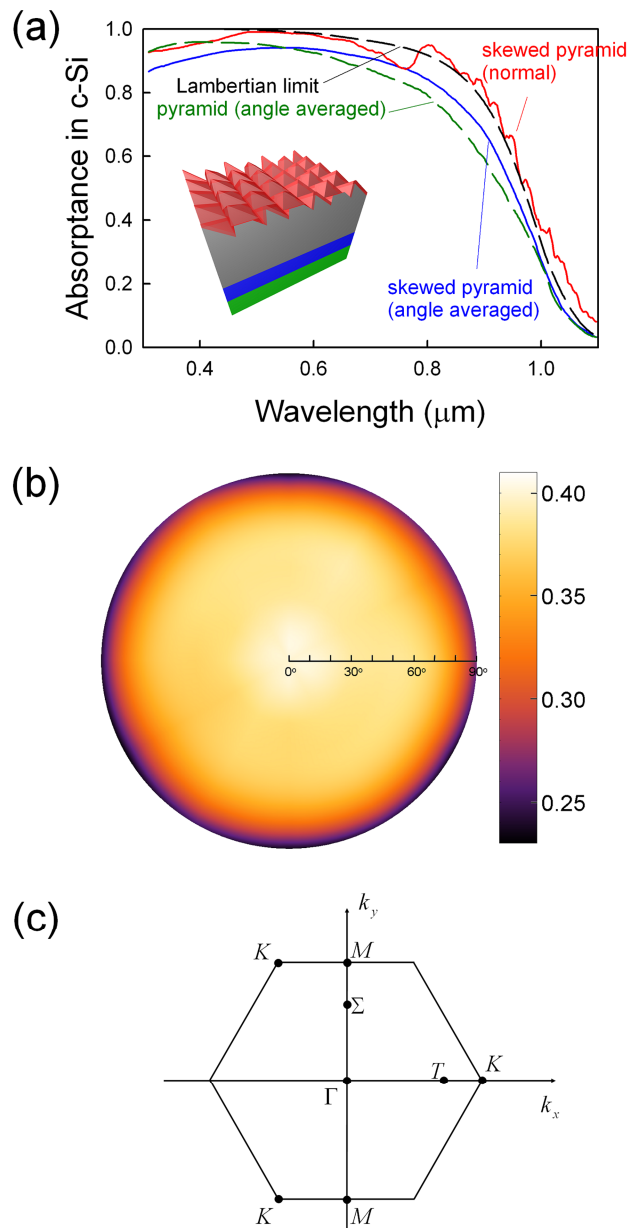 (a)
1.0
0.8
0.6
0.4
0.2
0.0
Absorptance in c-Si
skewed pyramid
(normal)
Lambertian limit
pyramid (angle averaged)
skewed pyramid
(angle averaged)
0.4
0.6
0.8
1.0
Wavelength (μm)
(b)
0°
30°
60°
90°
0.40
0.35
0.30
0.25
(c)
k_y
K
M
Σ
Γ
T
K
k_x
K
M